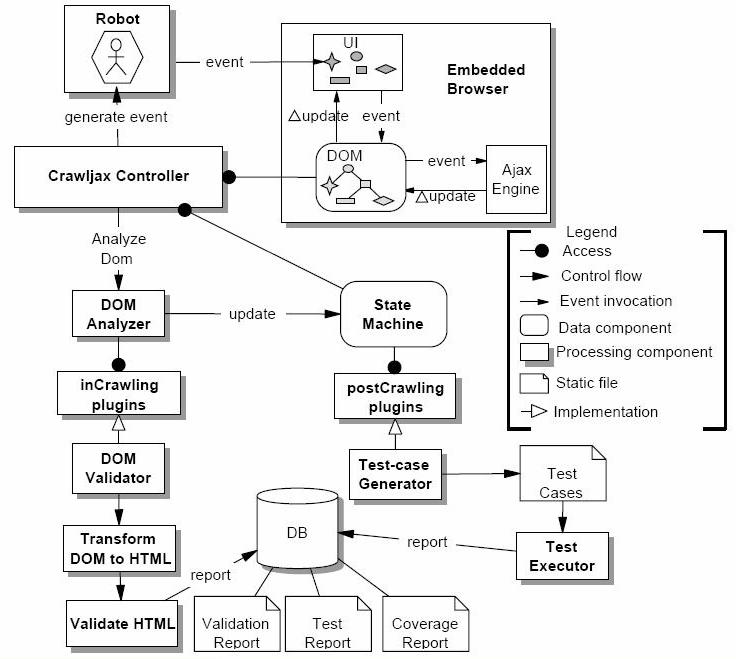 Robot
event
generate event
UI
Embedded
Browser
△update
event
DOM
event
△update
Ajax
Engine
Crawljax Controller
Analyze
Dom
DOM
Analyzer
update
State
Machine
inCrawling
plugins
postCrawling
plugins
DOM
Validator
Test-case
Generator
Test
Cases
Transform
DOM to HTML
Validate HTML
report
DB
report
Test
Executor
Validation
Report
Test
Report
Coverage
Report
Legend
Access
Control flow
Event invocation
Data component
Processing component
Static file
Implementation